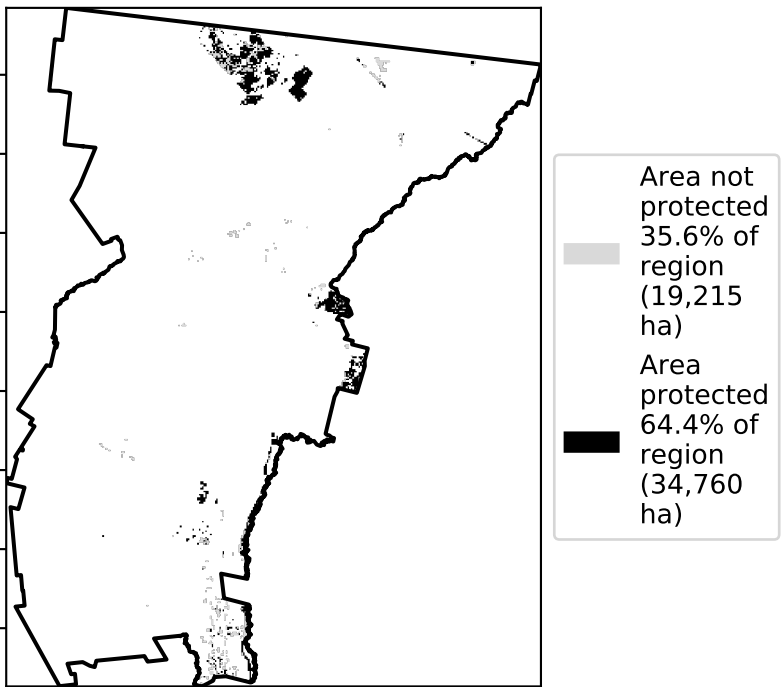 Area not
protected
35.6% of
region
(19,215
ha)
Area
protected
64.4% of
region
(34,760
ha)